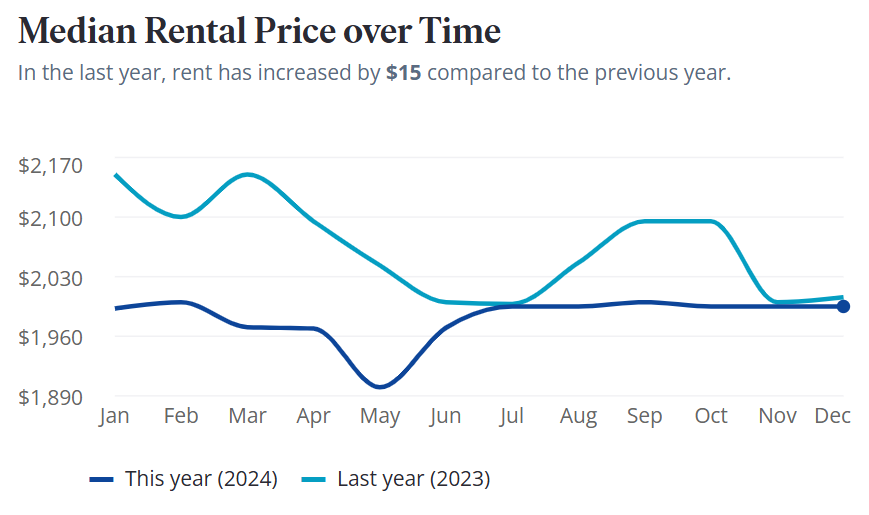 Median Rental Price over Time
In the last year, rent has increased by $15 compared to the previous year.
$2,170
$2,100
$2,030
$1,960
$1,890
Jan Feb Mar Apr May Jun Jul Aug Sep Oct Nov Dec
This year (2024) Last year (2023)